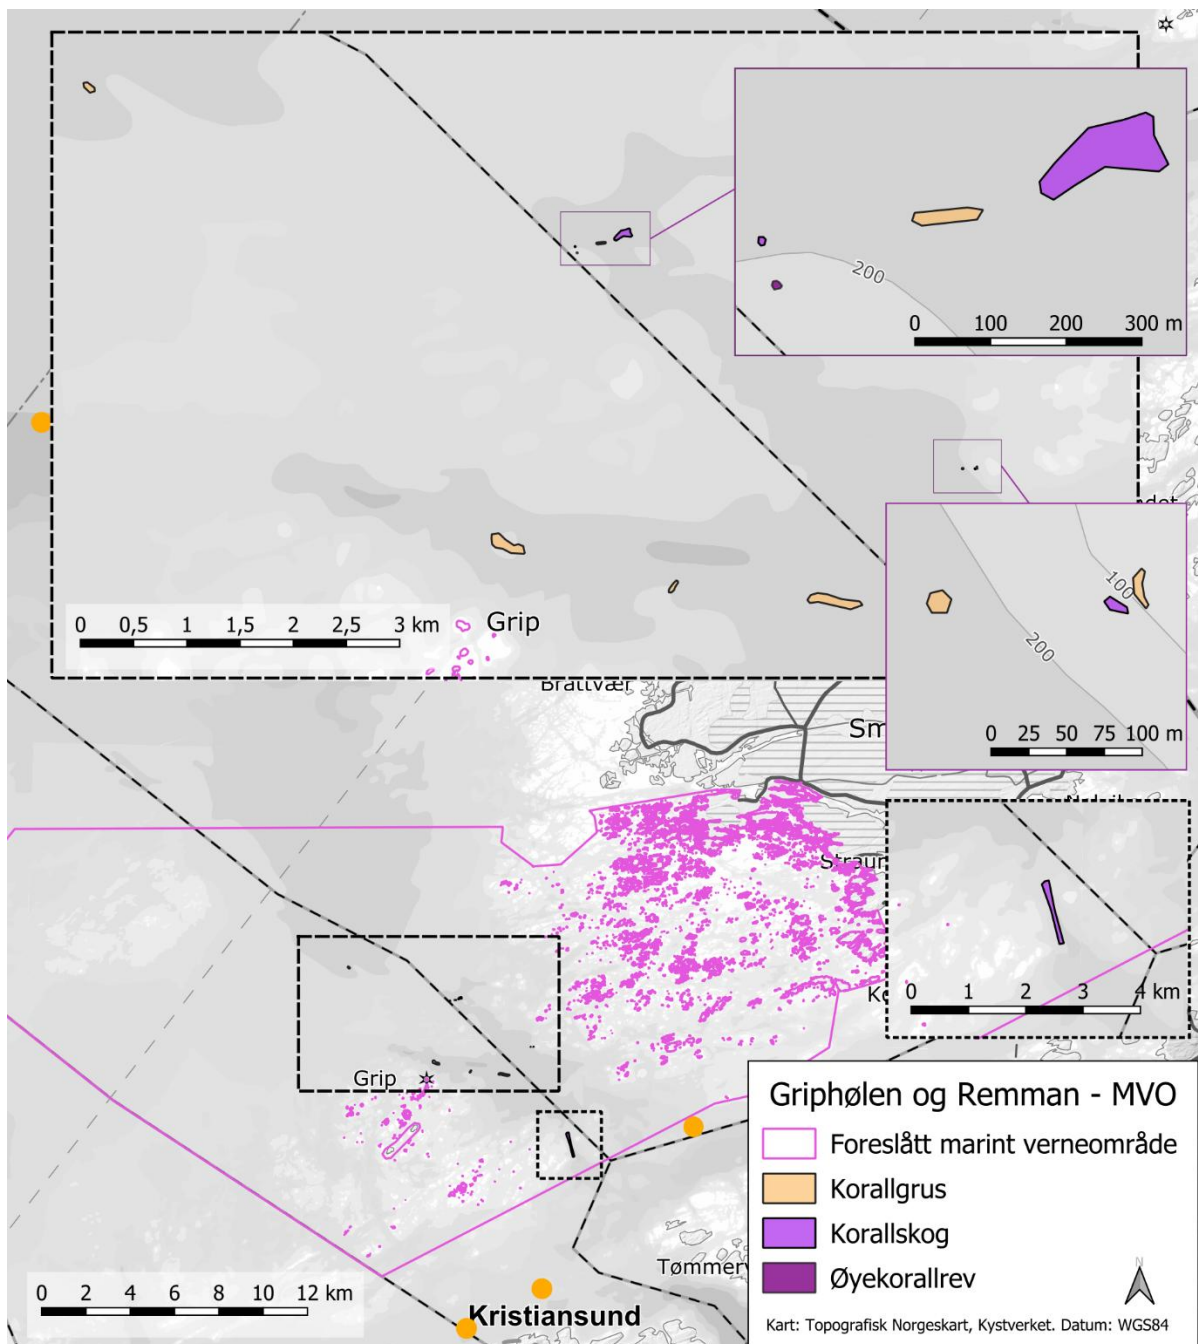 200
0 100 200 300 m
Grip
0 0,5 1 1,5 2 2,5 3 km
100
200
0 25 50 75 100 m
Brattvær
Sm
Straum
0 1 2 3 4 km
Grip
Griphølen og Remman - MVO
Foreslått marint verneområde
Korallgrus
Korallskog
Øyekorallrev
N
Kart: Topografisk Norgeskart, Kystverket. Datum: WGS84
Tømmerv
0 2 4 6 8 10 12 km
Kristiansund